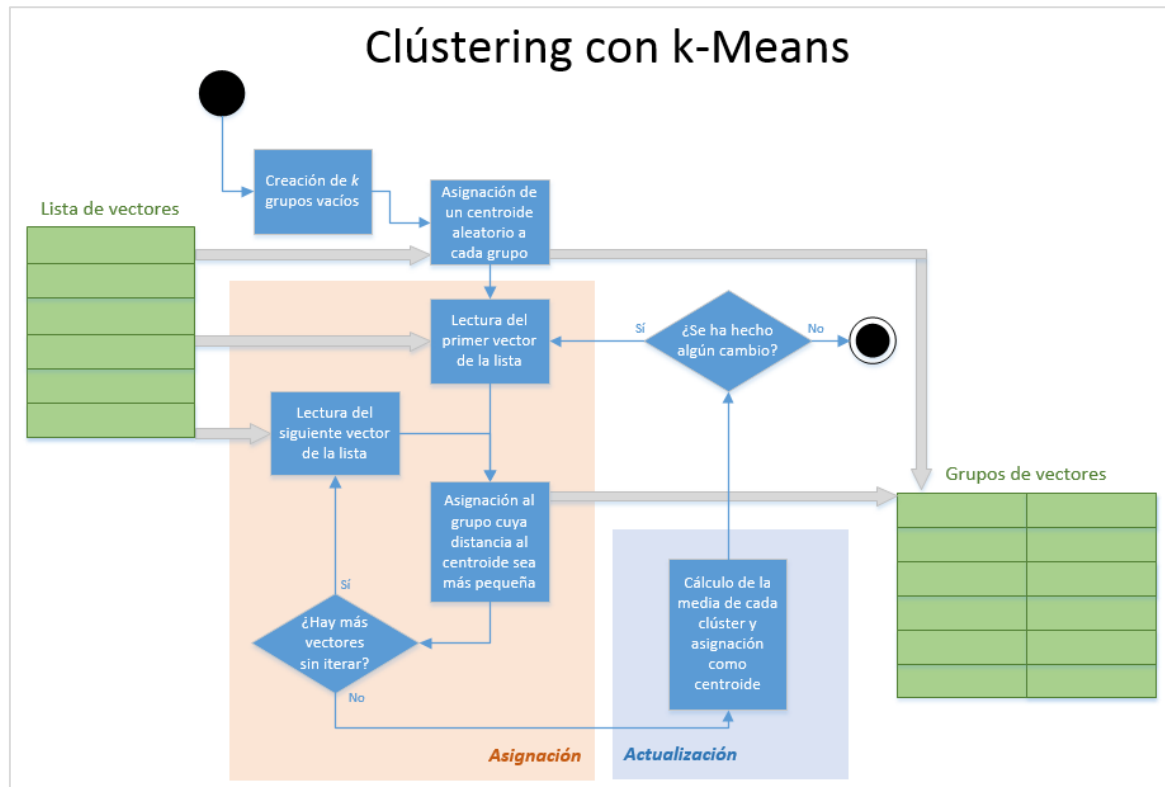 Clústering con k-Means
Creación de k
grupos vacíos
Asignación de
un centroide
aleatorio a
cada grupo
Lista de vectores
Lectura del
primer vector
de la lista
Sí
¿Se ha hecho
algún cambio?
No
Lectura del
siguiente vector
de la lista
Grupos de vectores
Asignación al
grupo cuya
distancia al
centroide sea
más pequeña
Sí
¿Hay más
vectores
sin iterar?
No
Cálculo de la
media de cada
clúster y
asignación
como
centroide
Asignación
Actualización